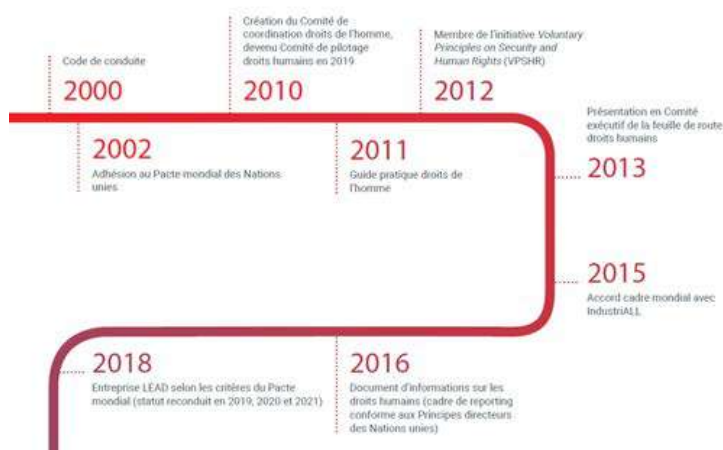 Code de conduite
2000
Création du Comité de
coordination droits de l'homme,
devenu Comité de pilotage
droits humains en 2019
2010
Membre de l'initiative Voluntary
Principles on Security and
Human Rights (VPSHR)
2012
2002
Adhésion au Pacte mondial des Nations
unies
2011
Guide pratique droits de
l'homme
Présentation en Comité
exécutif de la feuille de route
droits humains
2013
2015
Accord cadre mondial avec
IndustriALL
2016
Document d'informations sur les
droits humains (cadre de reporting
conforme aux Principes directeurs
des Nations unies)
2018
Entreprise LEAD selon les critères du Pacte
mondial (statut reconduit en 2019, 2020 et 2021)